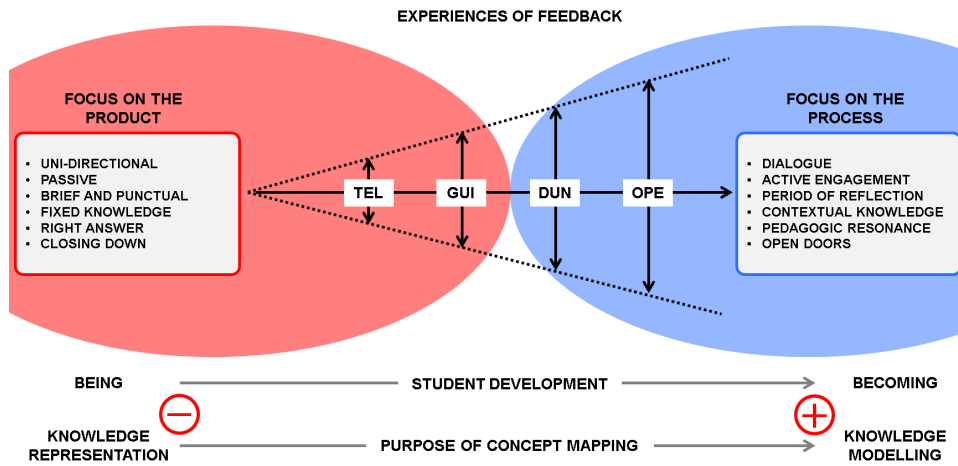 EXPERIENCES OF FEEDBACK
FOCUS ON THE
PRODUCT
• UNI-DIRECTIONAL
• PASSIVE
• BRIEF AND PUNCTUAL
• FIXED KNOWLEDGE
• RIGHT ANSWER
• CLOSING DOWN
TEL
GUI
DUN
OPE
FOCUS ON THE
PROCESS
• DIALOGUE
• ACTIVE ENGAGEMENT
• PERIOD OF REFLECTION
• CONTEXTUAL KNOWLEDGE
• PEDAGOGIC RESONANCE
• OPEN DOORS
BEING
STUDENT DEVELOPMENT
BECOMING
KNOWLEDGE
REPRESENTATION
PURPOSE OF CONCEPT MAPPING
KNOWLEDGE
MODELLING